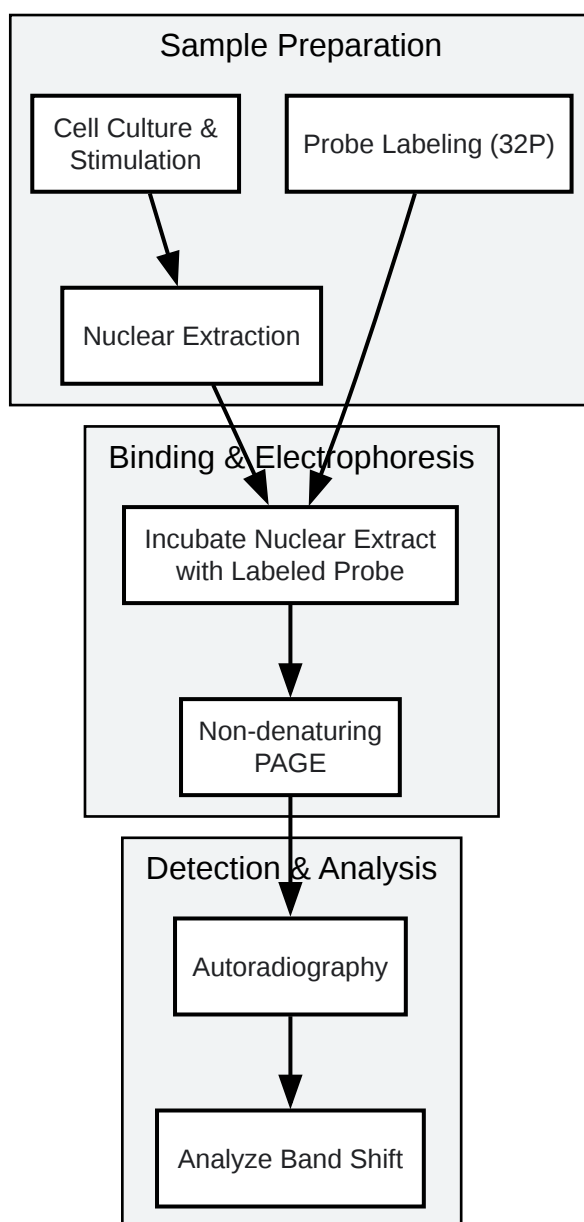 Sample Preparation
Cell Culture &
Stimulation
Probe Labeling (32P)
Nuclear Extraction
Binding & Electrophoresis
Incubate Nuclear Extract
with Labeled Probe
Non-denaturing
PAGE
Detection & Analysis
Autoradiography
Analyze Band Shift